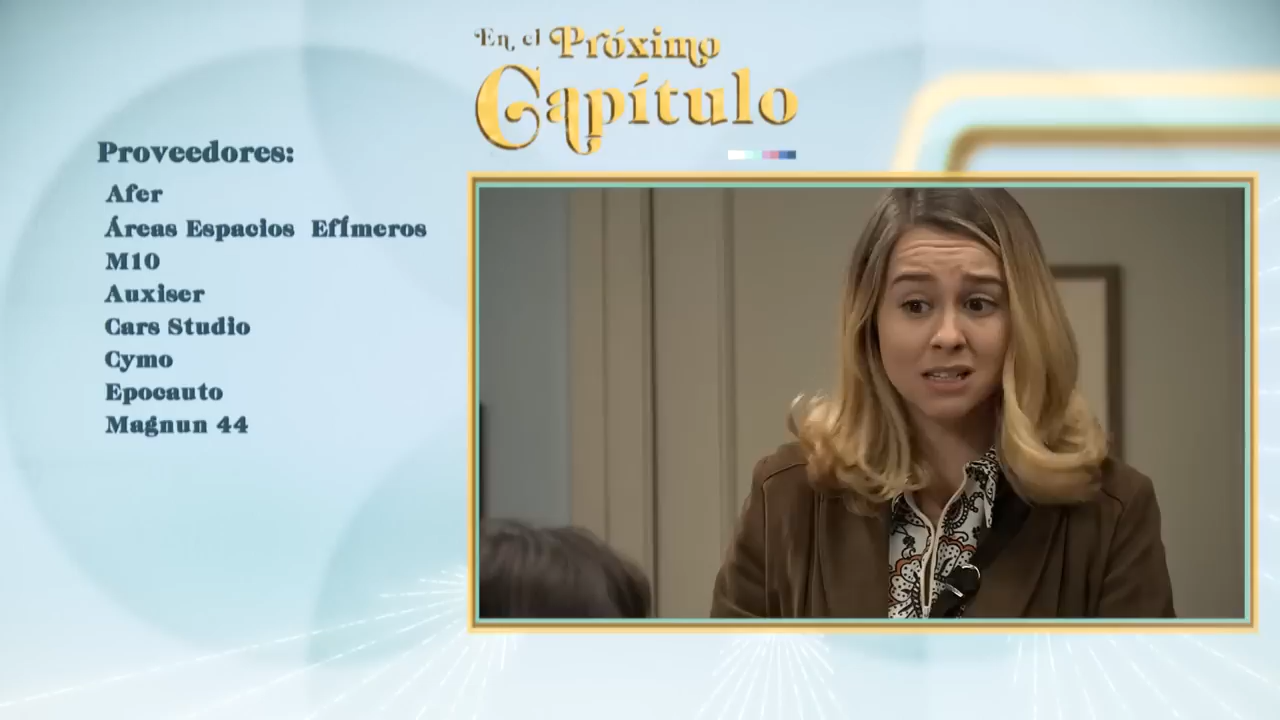 En el Próximo
Capítulo
Proveedores:
Afer
Áreas Espacios Efímeros
M10
Auxiser
Cars Studio
Cymo
Epocauto
Magnun 44